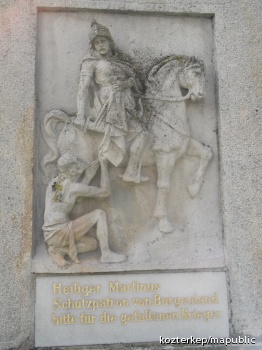 Heiliger Martinus
Schutzpatron von Burgenland
bitte für die gefallenen Krieger
kozterkep/mapublic